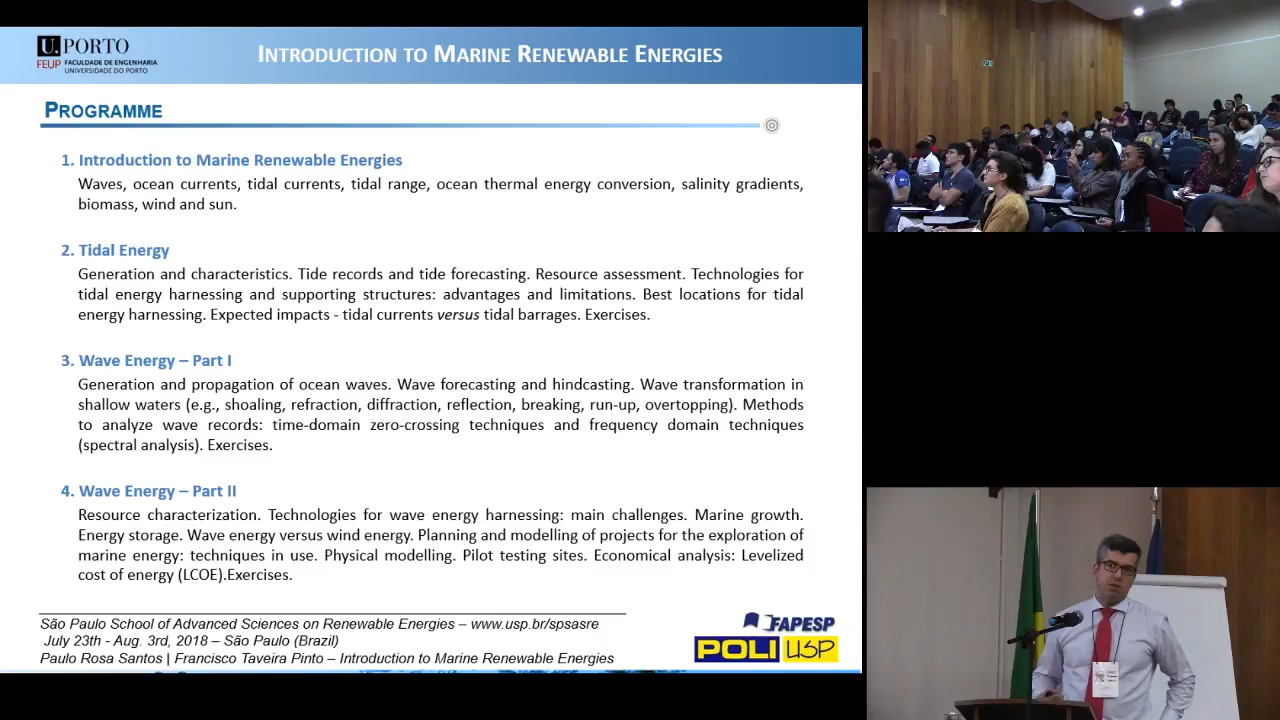 U. PORTO
FEUP FACULDADE DE ENGENHARIA
UNIVERSIDADE DO PORTO
INTRODUCTION TO MARINE RENEWABLE ENERGIES
PROGRAMME
1. Introduction to Marine Renewable Energies
Waves, ocean currents, tidal currents, tidal range, ocean thermal energy conversion, salinity gradients,
biomass, wind and sun.
2. Tidal Energy
Generation and characteristics. Tide records and tide forecasting. Resource assessment. Technologies for
tidal energy harnessing and supporting structures: advantages and limitations. Best locations for tidal
energy harnessing. Expected impacts - tidal currents versus tidal barrages. Exercises.
3. Wave Energy – Part I
Generation and propagation of ocean waves. Wave forecasting and hindcasting. Wave transformation in
shallow waters (e.g., shoaling, refraction, diffraction, reflection, breaking, run-up, overtopping). Methods
to analyze wave records: time-domain zero-crossing techniques and frequency domain techniques
(spectral analysis). Exercises.
4. Wave Energy – Part II
Resource characterization. Technologies for wave energy harnessing: main challenges. Marine growth.
Energy storage. Wave energy versus wind energy. Planning and modelling of projects for the exploration of
marine energy: techniques in use. Physical modelling. Pilot testing sites. Economical analysis: Levelized
cost of energy (LCOE).Exercises.
São Paulo School of Advanced Sciences on Renewable Energies – www.usp.br/spsasre
July 23th - Aug. 3rd, 2018 – São Paulo (Brazil)
Paulo Rosa Santos | Francisco Taveira Pinto – Introduction to Marine Renewable Energies
FAPESP
POLI USP